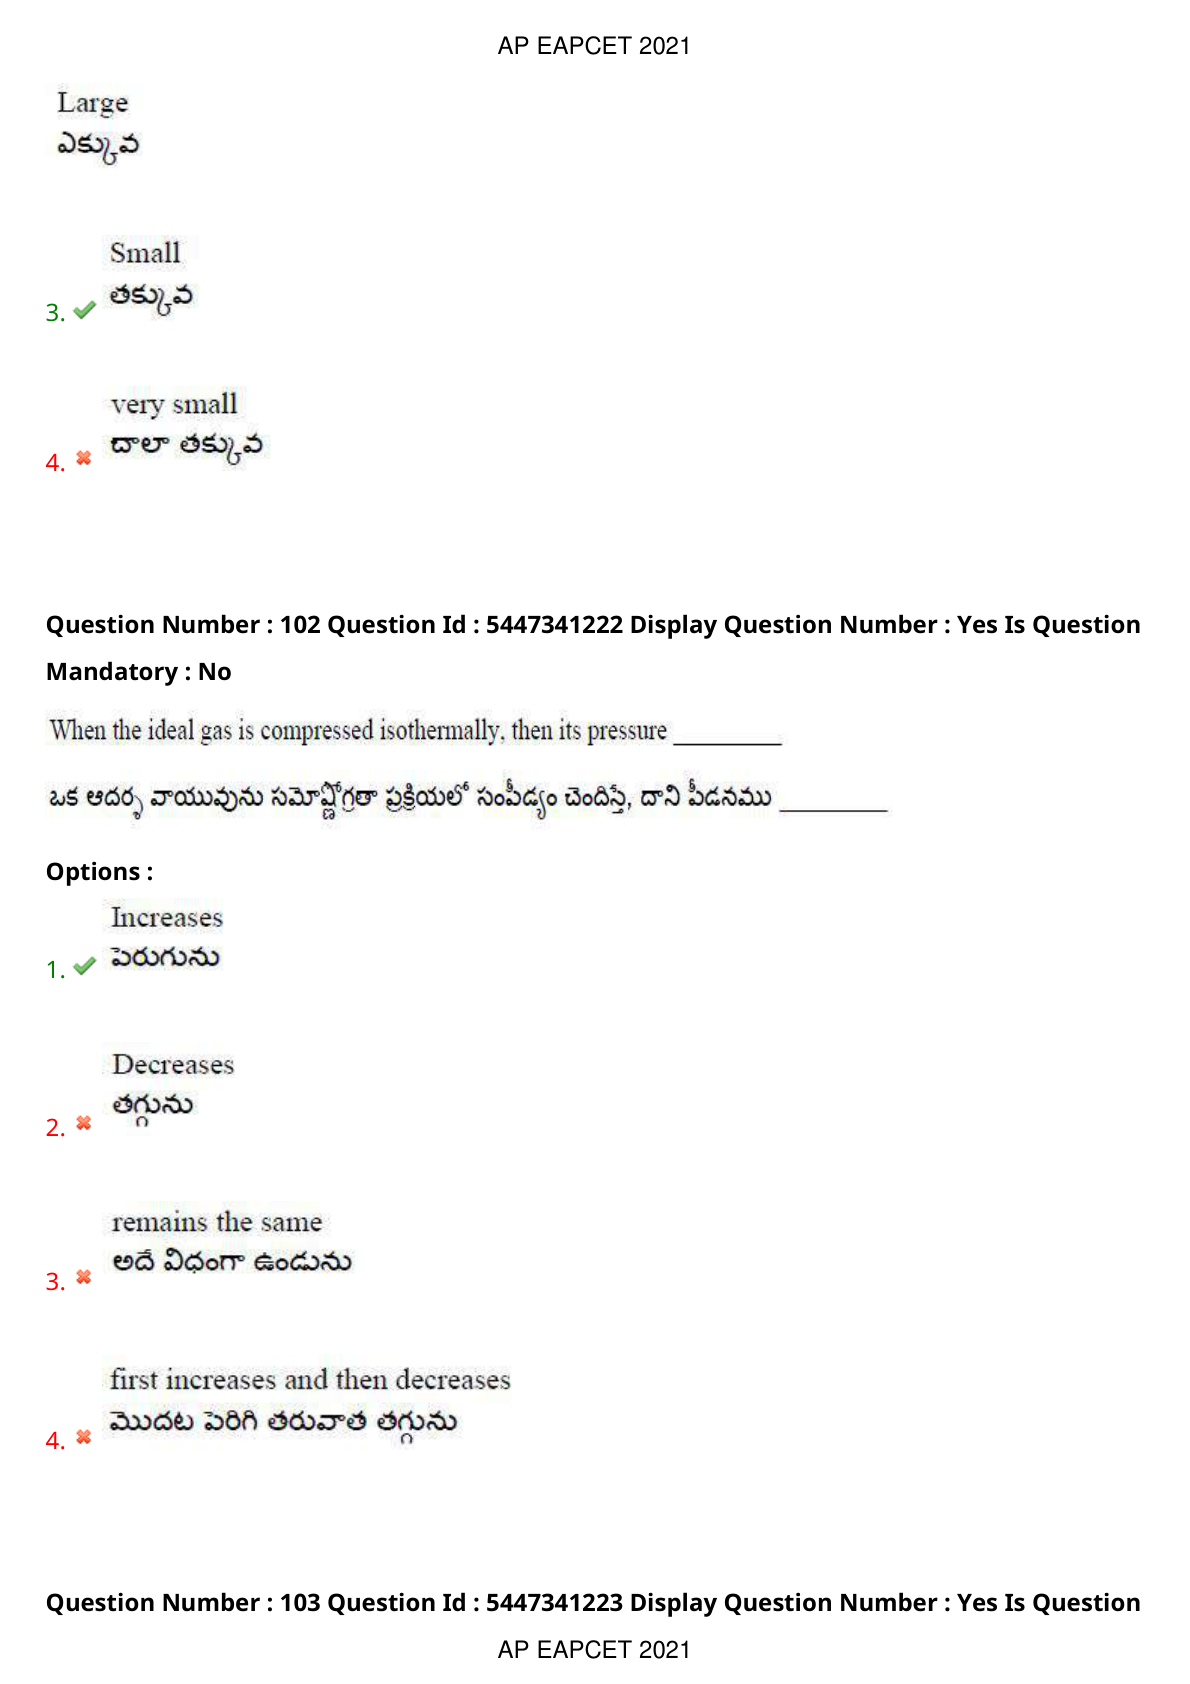 AP EAPCET 2021
Large
ఎక్కువ
Small
తక్కువ
3.
very small
చాలా తక్కువ
4.
Question Number : 102 Question Id : 5447341222 Display Question Number : Yes Is Question
Mandatory : No
When the ideal gas is compressed isothermally, then its pressure _________
ఒక ఆదర్శ వాయువును సమోష్ణోగ్రతా ప్రక్రియలో సంపీడ్యం చెందిస్తే, దాని పీడనము _________
Options :
Increases
పెరుగును
1.
Decreases
తగ్గును
2.
remains the same
అదే విధంగా ఉండును
3.
first increases and then decreases
మొదట పెరిగి తరువాత తగ్గును
4.
Question Number : 103 Question Id : 5447341223 Display Question Number : Yes Is Question
AP EAPCET 2021